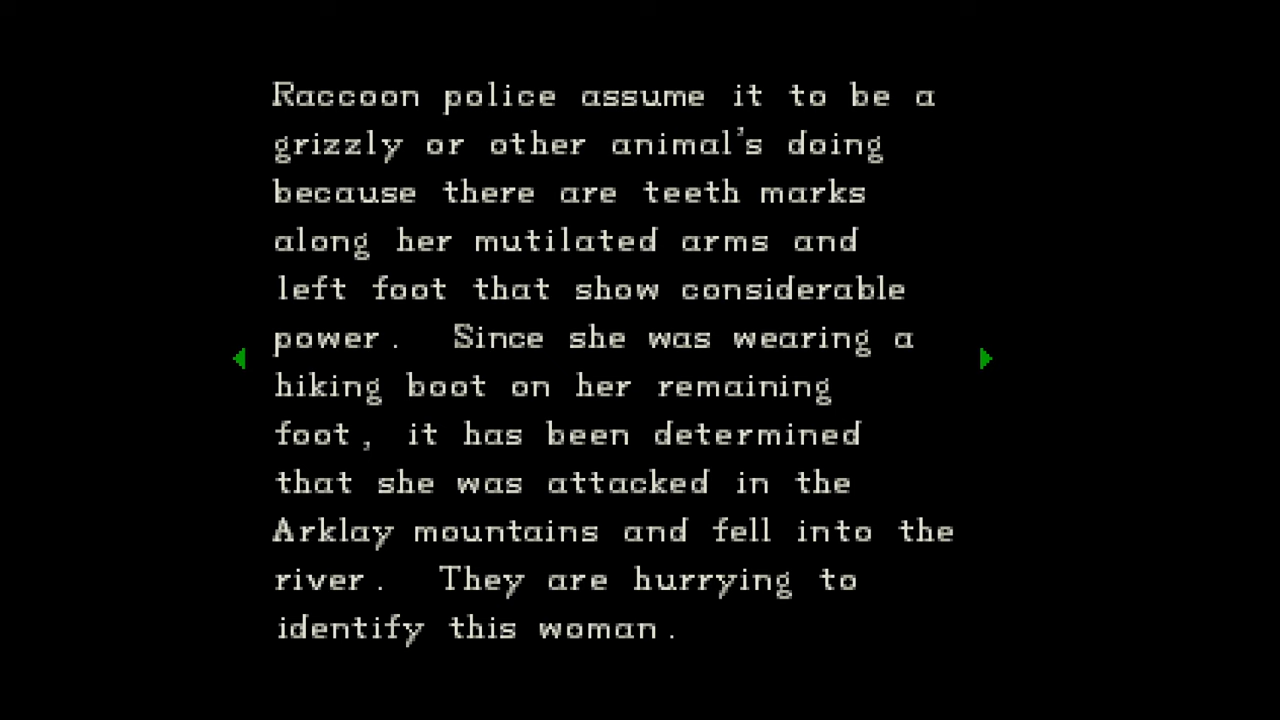 Raccoon police assume it to be a
grizzly or other animal's doing
because there are teeth marks
along her mutilated arms and
left foot that show considerable
power.  Since she was wearing a
hiking boot on her remaining
foot, it has been determined
that she was attacked in the
Arklay mountains and fell into the
river.  They are hurrying to
identify this woman.